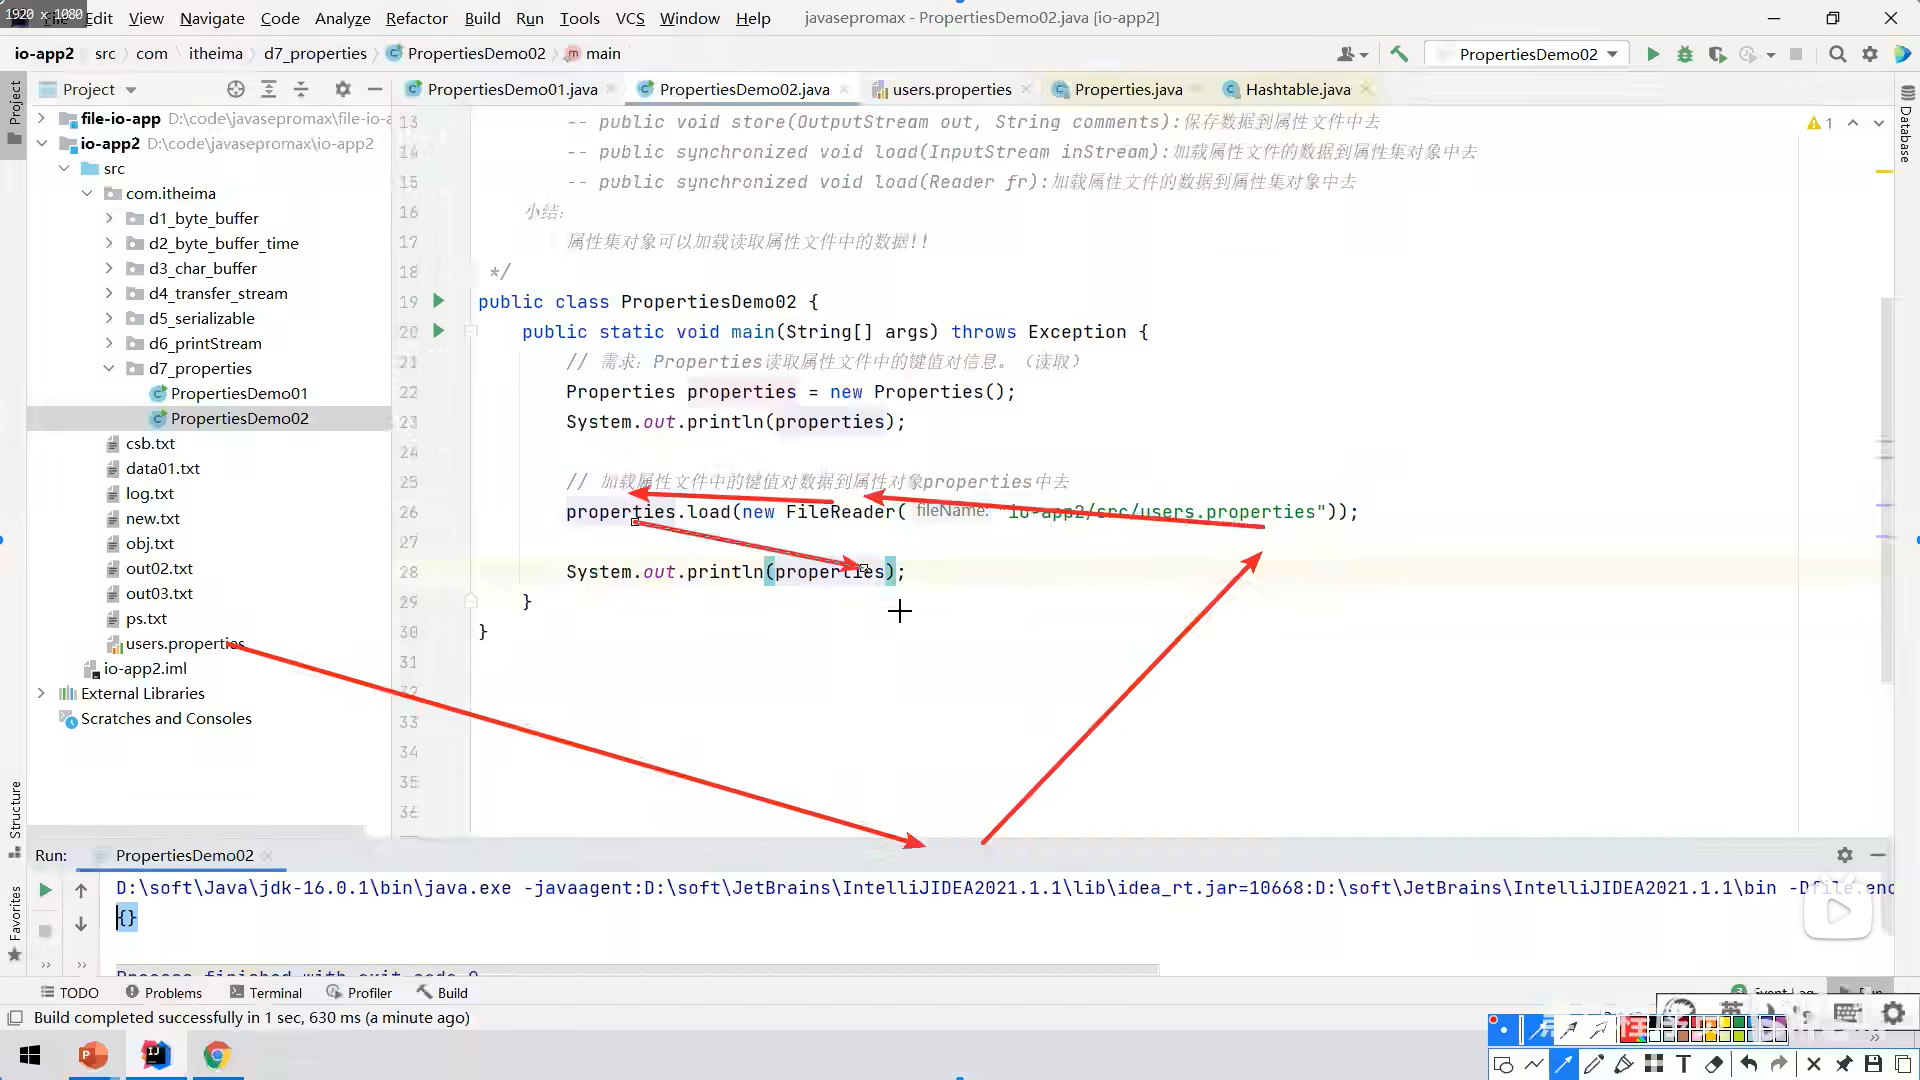 1920 x 1080
Edit View Navigate Code Analyze Refactor Build Run Tools VCS Window Help javasepromax - PropertiesDemo02.java [io-app2]
io-app2 src com itheima d7_properties PropertiesDemo02 main PropertiesDemo02
Project
PropertiesDemo01.java PropertiesDemo02.java users.properties Properties.java Hashtable.java
Project
Database
Structure
Favorites
file-io-app D:\code\javasepromax\file-io-a
io-app2 D:\code\javasepromax\io-app2
src
com.itheima
d1_byte_buffer
d2_byte_buffer_time
d3_char_buffer
d4_transfer_stream
d5_serializable
d6_printStream
d7_properties
PropertiesDemo01
PropertiesDemo02
csb.txt
data01.txt
log.txt
new.txt
obj.txt
out02.txt
out03.txt
ps.txt
users.properties
io-app2.iml
External Libraries
Scratches and Consoles
1
13 -- public void store(OutputStream out, String comments):保存数据到属性文件中去
14 -- public synchronized void load(InputStream inStream):加载属性文件的数据到属性集对象中去
15 -- public synchronized void load(Reader fr):加载属性文件的数据到属性集对象中去
16 小结:
17 属性集对象可以加载读取属性文件中的数据!!
18 */
19 public class PropertiesDemo02 {
20 public static void main(String[] args) throws Exception {
21 // 需求: Properties读取属性文件中的键值对信息。（读取）
22 Properties properties = new Properties();
23 System.out.println(properties);
24
25 // 加载属性文件中的键值对数据到属性对象properties中去
26 properties.load(new FileReader( fileName: "io-app2/src/users.properties"));
27
28 System.out.println(properties);
29 }
30 }
31
32
33
34
35
36
Run: PropertiesDemo02
D:\soft\Java\jdk-16.0.1\bin\java.exe -javaagent:D:\soft\JetBrains\IntelliJIDEA2021.1.1\lib\idea_rt.jar=10668:D:\soft\JetBrains\IntelliJIDEA2021.1.1\bin -Dfile.enc
{}
Process finished with exit code 0
TODO Problems Terminal Profiler Build Event Log Run
Build completed successfully in 1 sec, 630 ms (a minute ago)
英